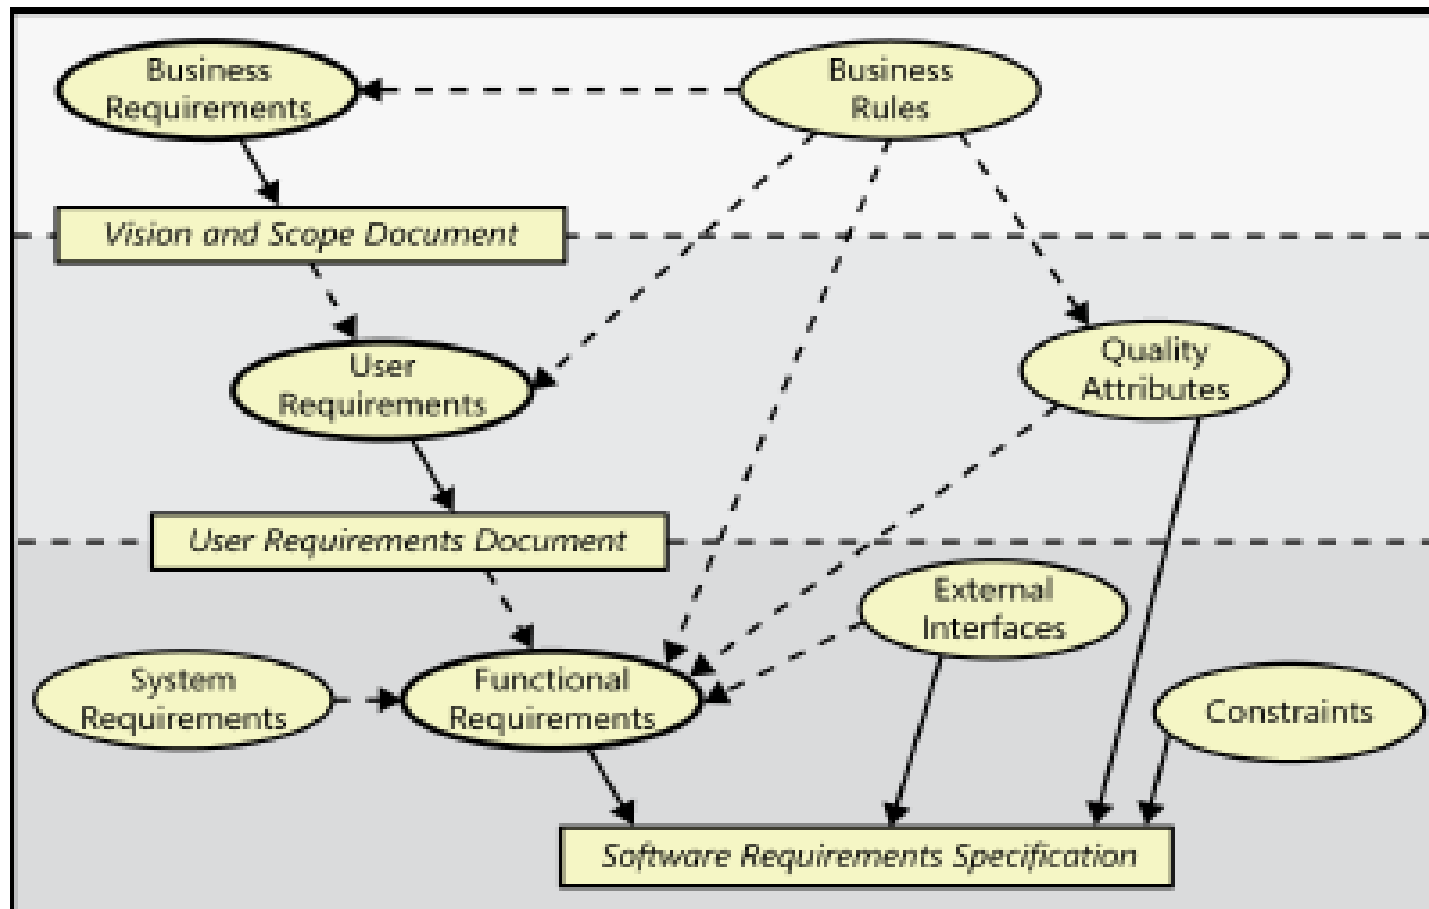 Business
Requirements
Business
Rules
Vision and Scope Document
User
Requirements
Quality
Attributes
User Requirements Document
External
Interfaces
System
Requirements
Functional
Requirements
Constraints
Software Requirements Specification